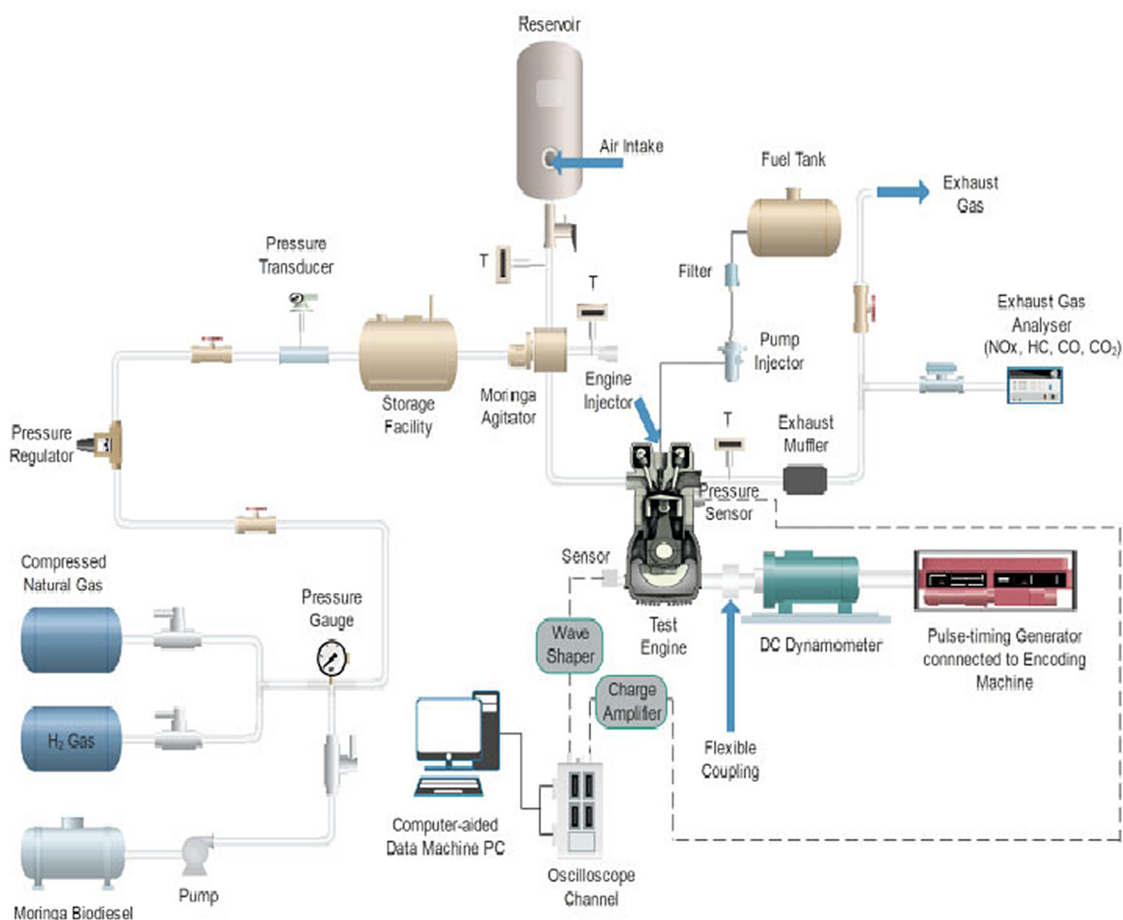 Reservoir
Air Intake
Fuel Tank
Exhaust
Gas
Pressure
Transducer
T
T
Filter
Exhaust Gas
Analyser
(NOx, HC, CO, CO₂)
Pump
Injector
Engine
Injector
Moringa
Agitator
Storage
Facility
Pressure
Regulator
T
Exhaust
Muffler
Pressure
Sensor
Compressed
Natural Gas
Sensor
Pressure
Gauge
Wave
Shaper
Test
Engine
DC Dynamometer
Pulse-timing Generator
connnected to Encoding
Machine
Charge
Amplifier
H₂ Gas
Flexible
Coupling
Computer-aided
Data Machine PC
Oscilloscope
Channel
Pump
Moringa Biodiesel